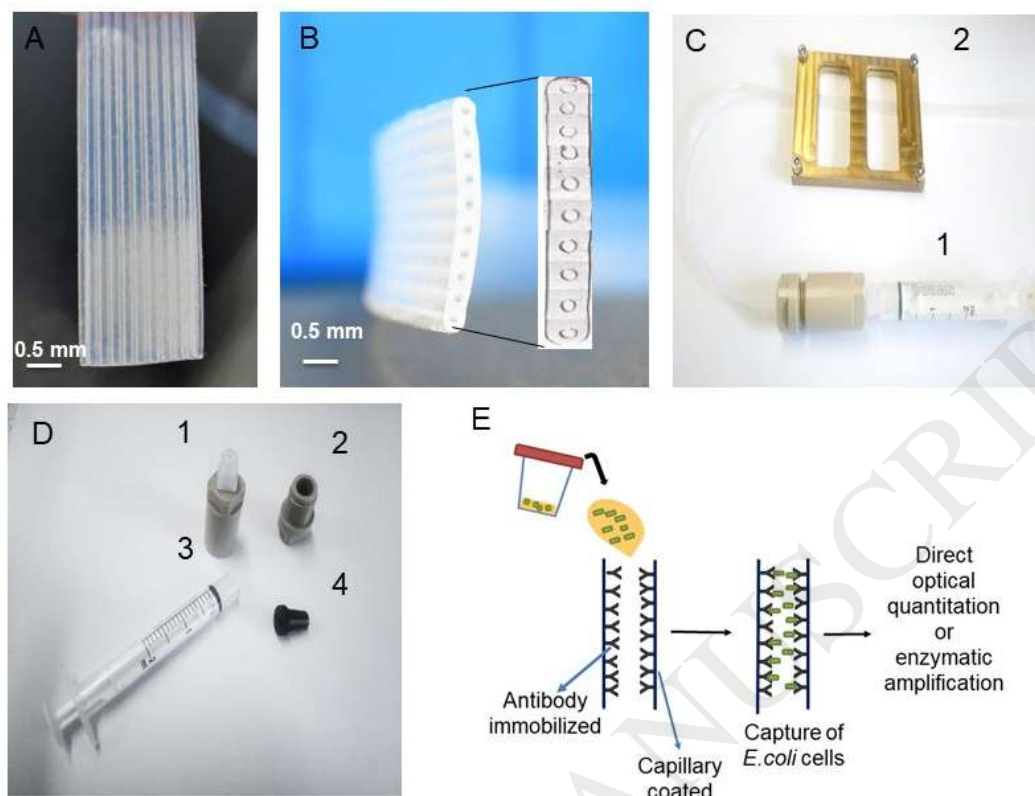 A
0.5 mm
B
0.5 mm
C
2
1
D
1
2
3
4
E
Antibody
immobilized
Capillary
coated
Capture of
E.coli cells
Direct
optical
quantitation
or
enzymatic
amplification